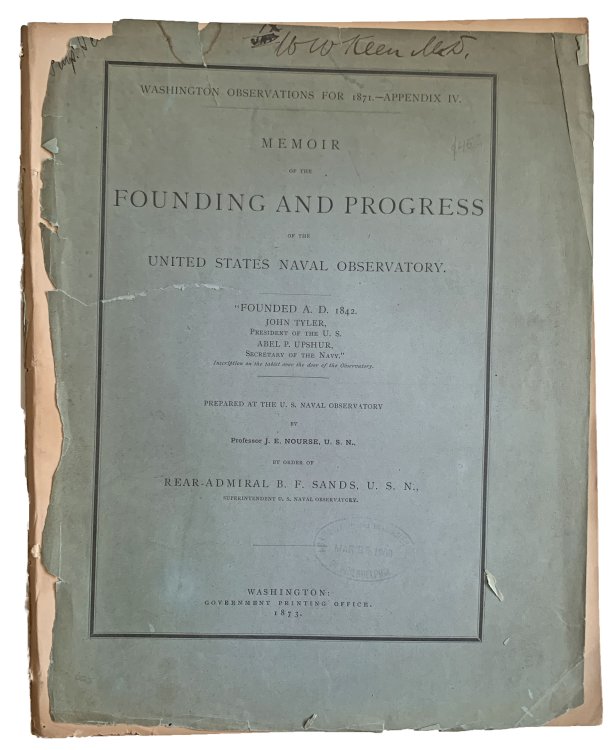 W W Keen M.D.
WASHINGTON OBSERVATIONS FOR 1871.—APPENDIX IV.
MEMOIR
OF THE
FOUNDING AND PROGRESS
OF THE
UNITED STATES NAVAL OBSERVATORY.
"FOUNDED A. D. 1842.
JOHN TYLER,
PRESIDENT OF THE U. S.
ABEL P. UPSHUR,
SECRETARY OF THE NAVY."
Inscription on the tablet over the door of the Observatory.
PREPARED AT THE U. S. NAVAL OBSERVATORY
BY
Professor J. E. NOURSE, U. S. N.,
BY ORDER OF
REAR-ADMIRAL B. F. SANDS, U. S. N.,
SUPERINTENDENT U. S. NAVAL OBSERVATORY.
WASHINGTON:
GOVERNMENT PRINTING OFFICE.
1873.